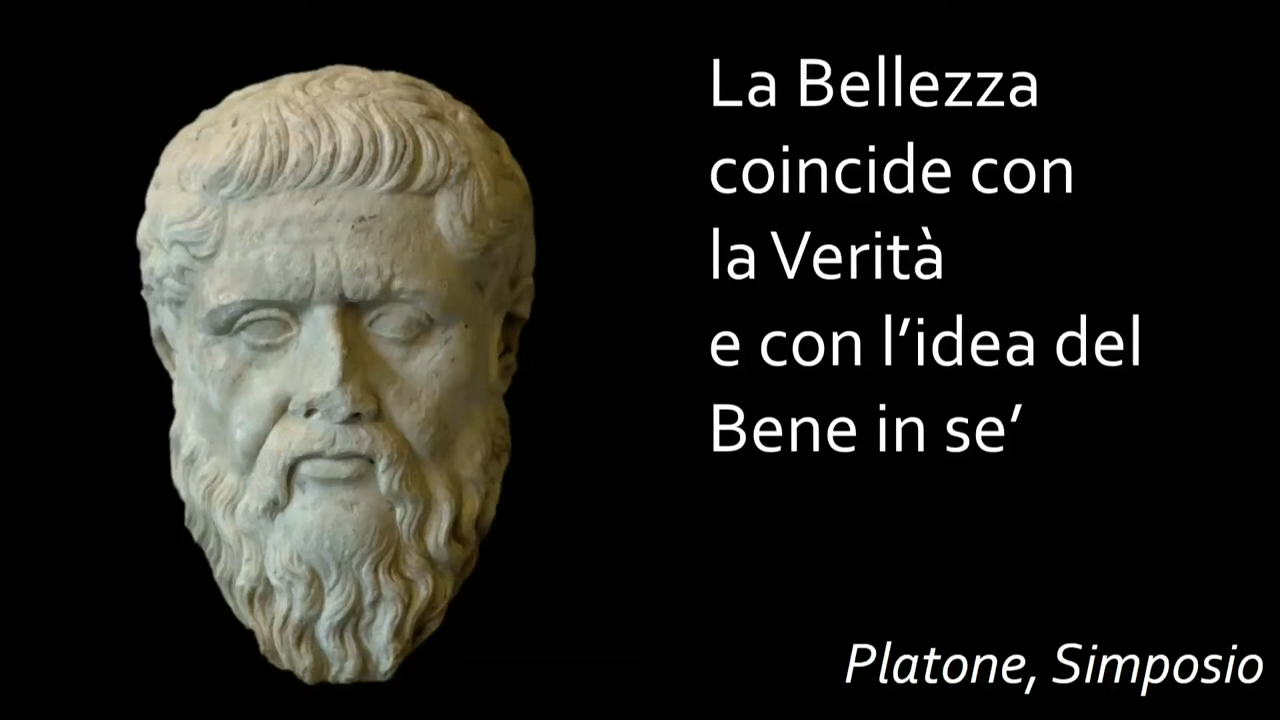 La Bellezza
coincide con
la Verità
e con l’idea del
Bene in se’
Platone, Simposio